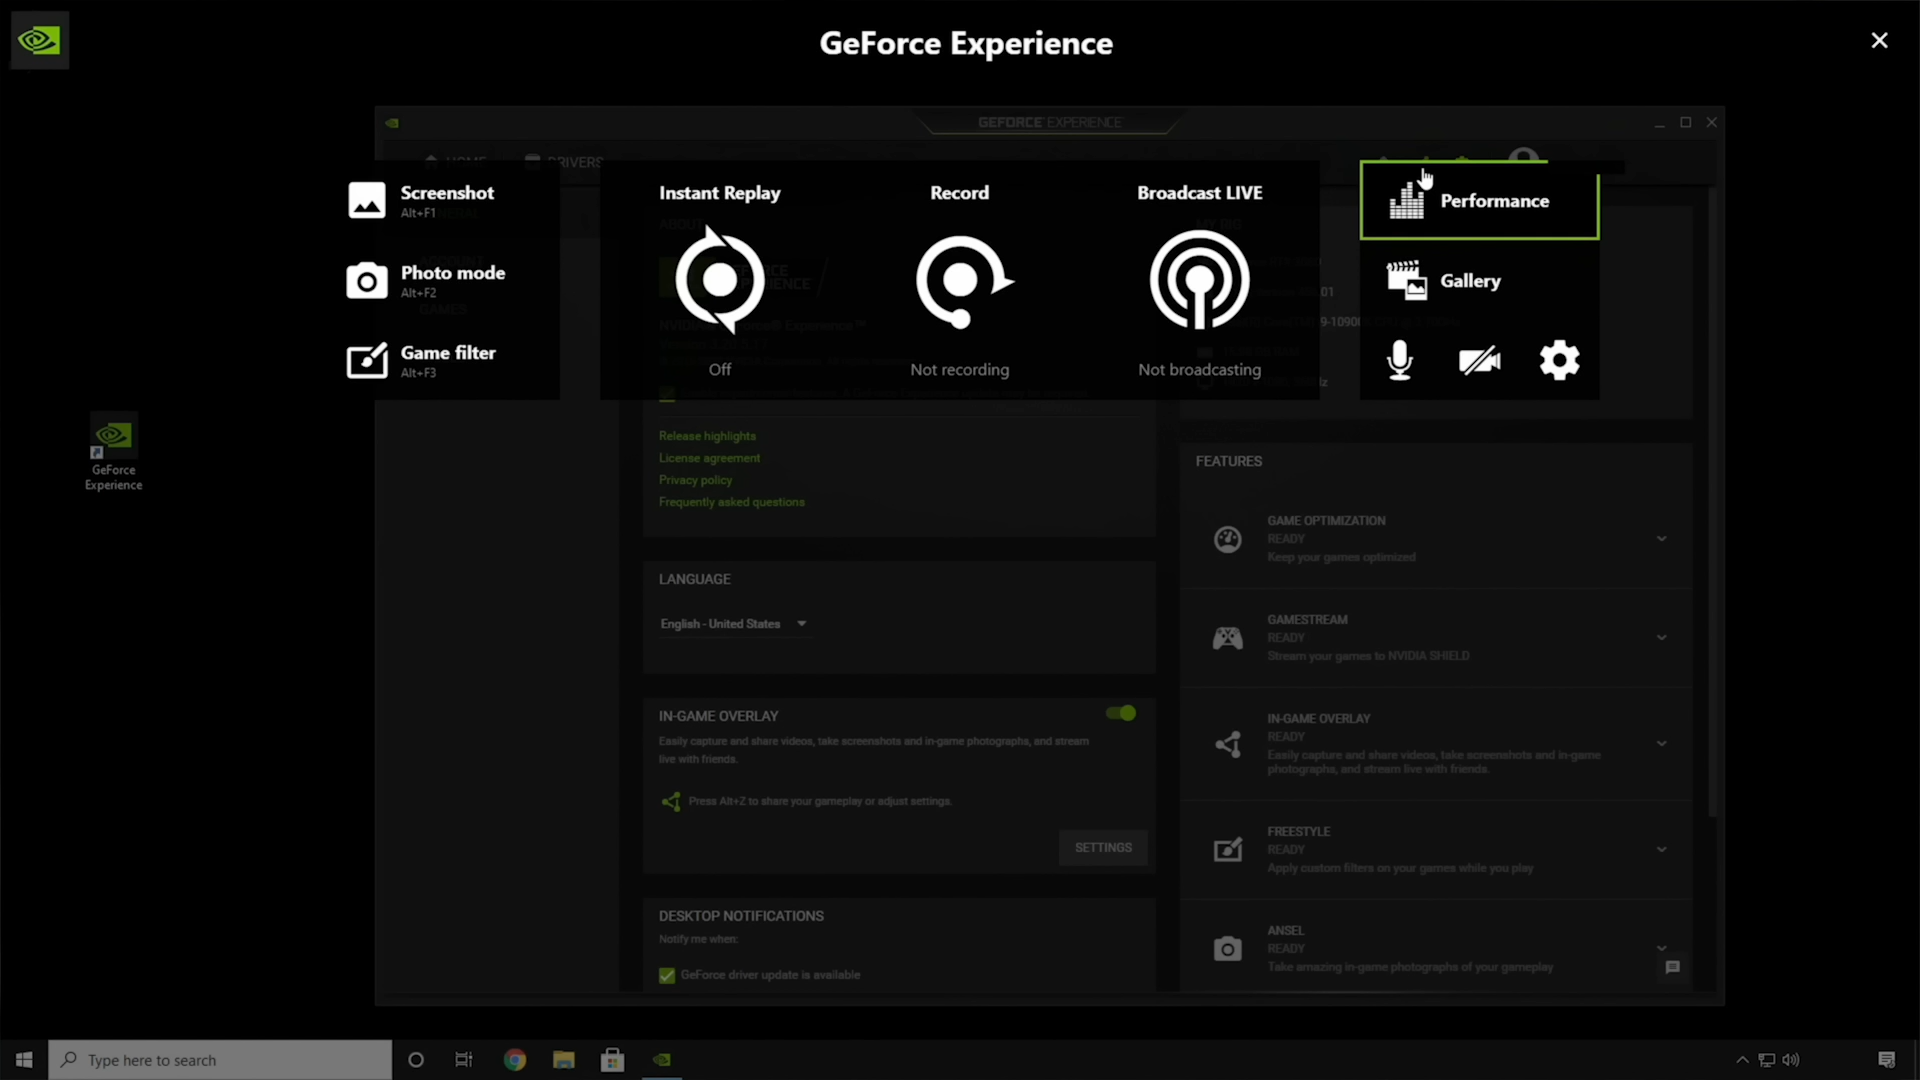 GeForce Experience
GEFORCE EXPERIENCE
HOME
DRIVERS
Screenshot
Alt+F1
Photo mode
Alt+F2
GAMES
Game filter
Alt+F3
Instant Replay
Off
Record
Not recording
Broadcast LIVE
Not broadcasting
Performance
Gallery
ABOUT
GeForce
Experience
Release highlights
License agreement
Privacy policy
Frequently asked questions
LANGUAGE
English - United States
IN-GAME OVERLAY
Easily capture and share videos, take screenshots and in-game photographs, and stream
live with friends.
Press Alt+Z to share your gameplay or adjust settings.
SETTINGS
DESKTOP NOTIFICATIONS
Notify me when:
GeForce driver update is available
FEATURES
GAME OPTIMIZATION
READY
Keep your games optimized
GAMESTREAM
READY
Stream your games to NVIDIA SHIELD
IN-GAME OVERLAY
READY
Easily capture and share videos, take screenshots and in-game
photographs, and stream live with friends.
FREESTYLE
READY
Apply custom filters on your games while you play
ANSEL
READY
Take amazing in-game photographs of your gameplay
Type here to search